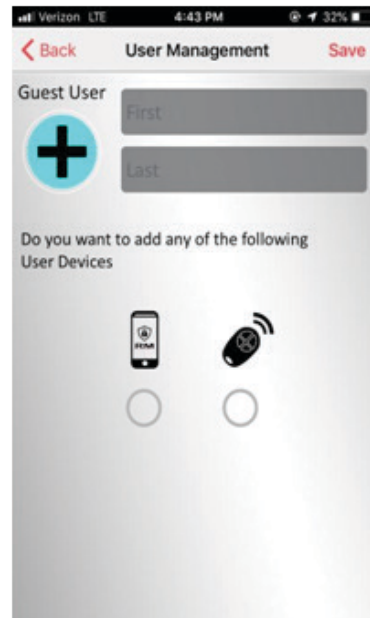 Verizon LTE 4:43 PM 32%
Back User Management Save
Guest User
First
Last
Do you want to add any of the following
User Devices